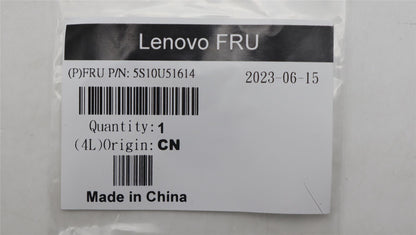 Lenovo FRU
(P)FRU P/N: 5S10U51614 2023-06-15
Quantity: 1
(4L)Origin: CN
Made in China